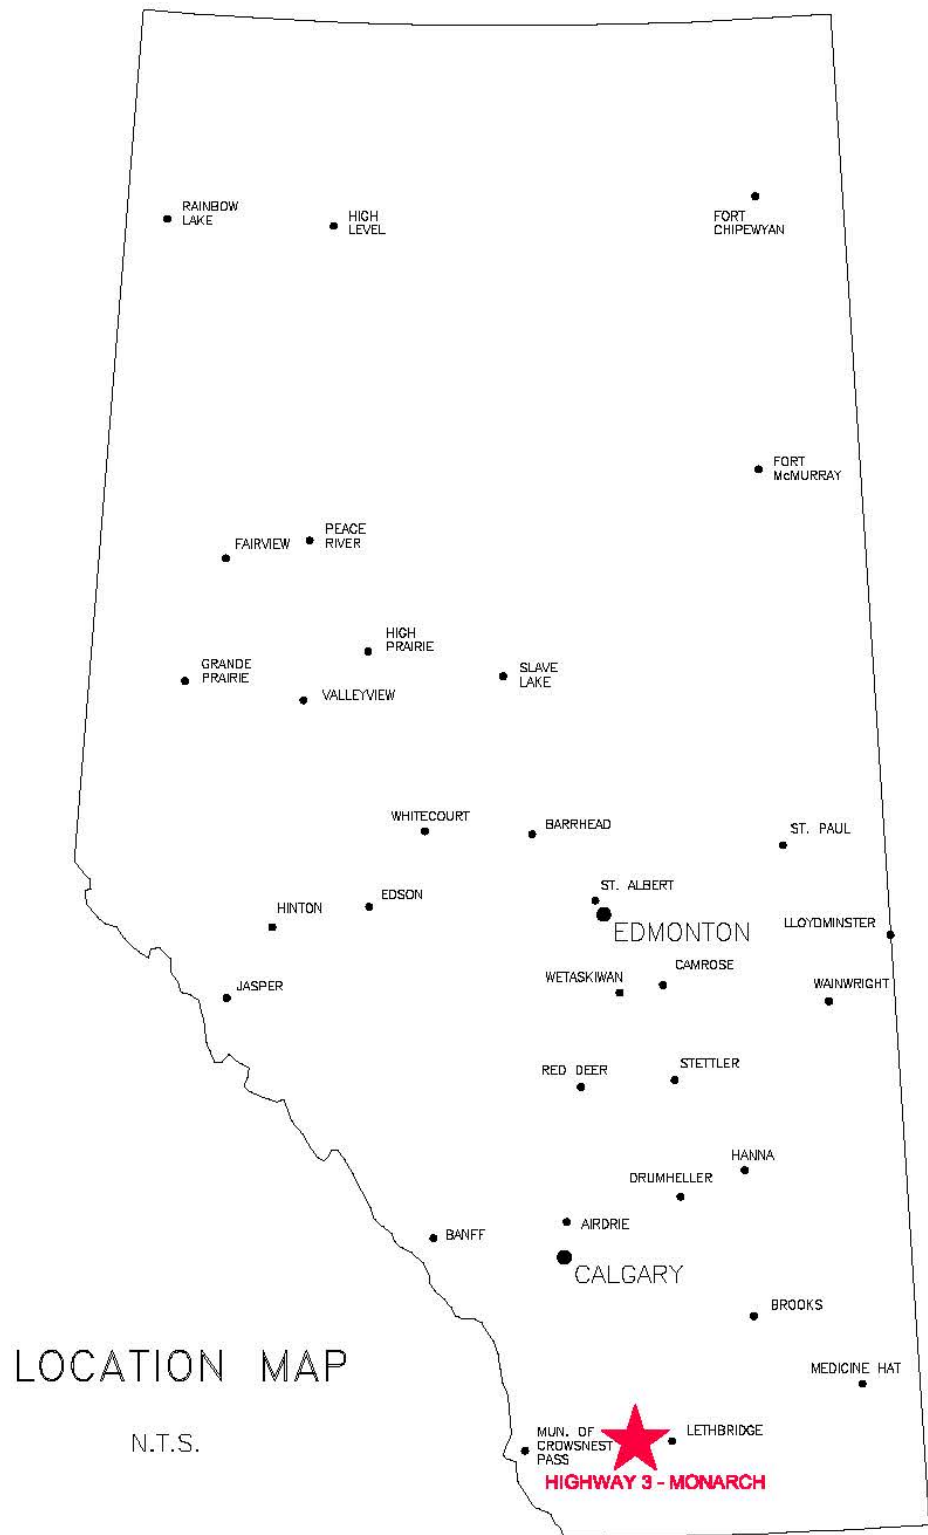 RAINBOW
LAKE
HIGH
LEVEL
FORT
CHIPEWYAN
FORT
McMURRAY
PEACE
RIVER
FAIRVIEW
HIGH
PRAIRIE
GRANDE
PRAIRIE
SLAVE
LAKE
VALLEYVIEW
WHITECOURT
BARRHEAD
ST. PAUL
ST. ALBERT
EDSON
HINTON
EDMONTON
LLOYDMINSTER
CAMROSE
WETASKIWAN
WAINWRIGHT
JASPER
STETTLER
RED DEER
HANNA
DRUMHELLER
AIRDRIE
BANFF
CALGARY
BROOKS
LOCATION MAP
MEDICINE HAT
N.T.S.
MUN. OF
CROWSNEST
PASS
LETHBRIDGE
HIGHWAY 3 - MONARCH